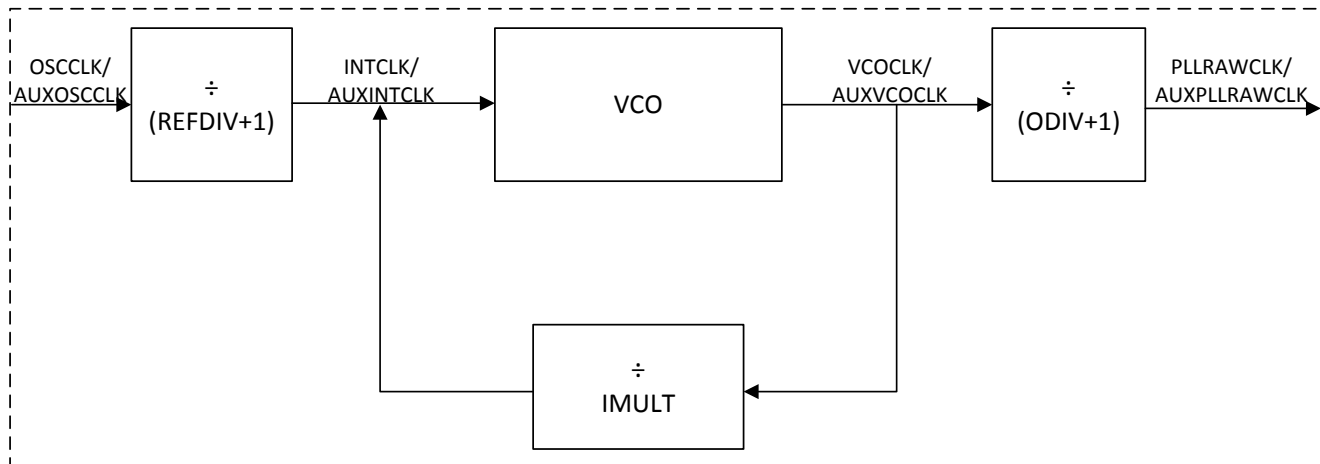 OSCCLK/
AUXOSCCLK
÷
(REFDIV+1)
INTCLK/
AUXINTCLK
VCO
VCOCLK/
AUXVCOCLK
÷
(ODIV+1)
PLLRAWCLK/
AUXPLLRAWCLK
÷
IMULT